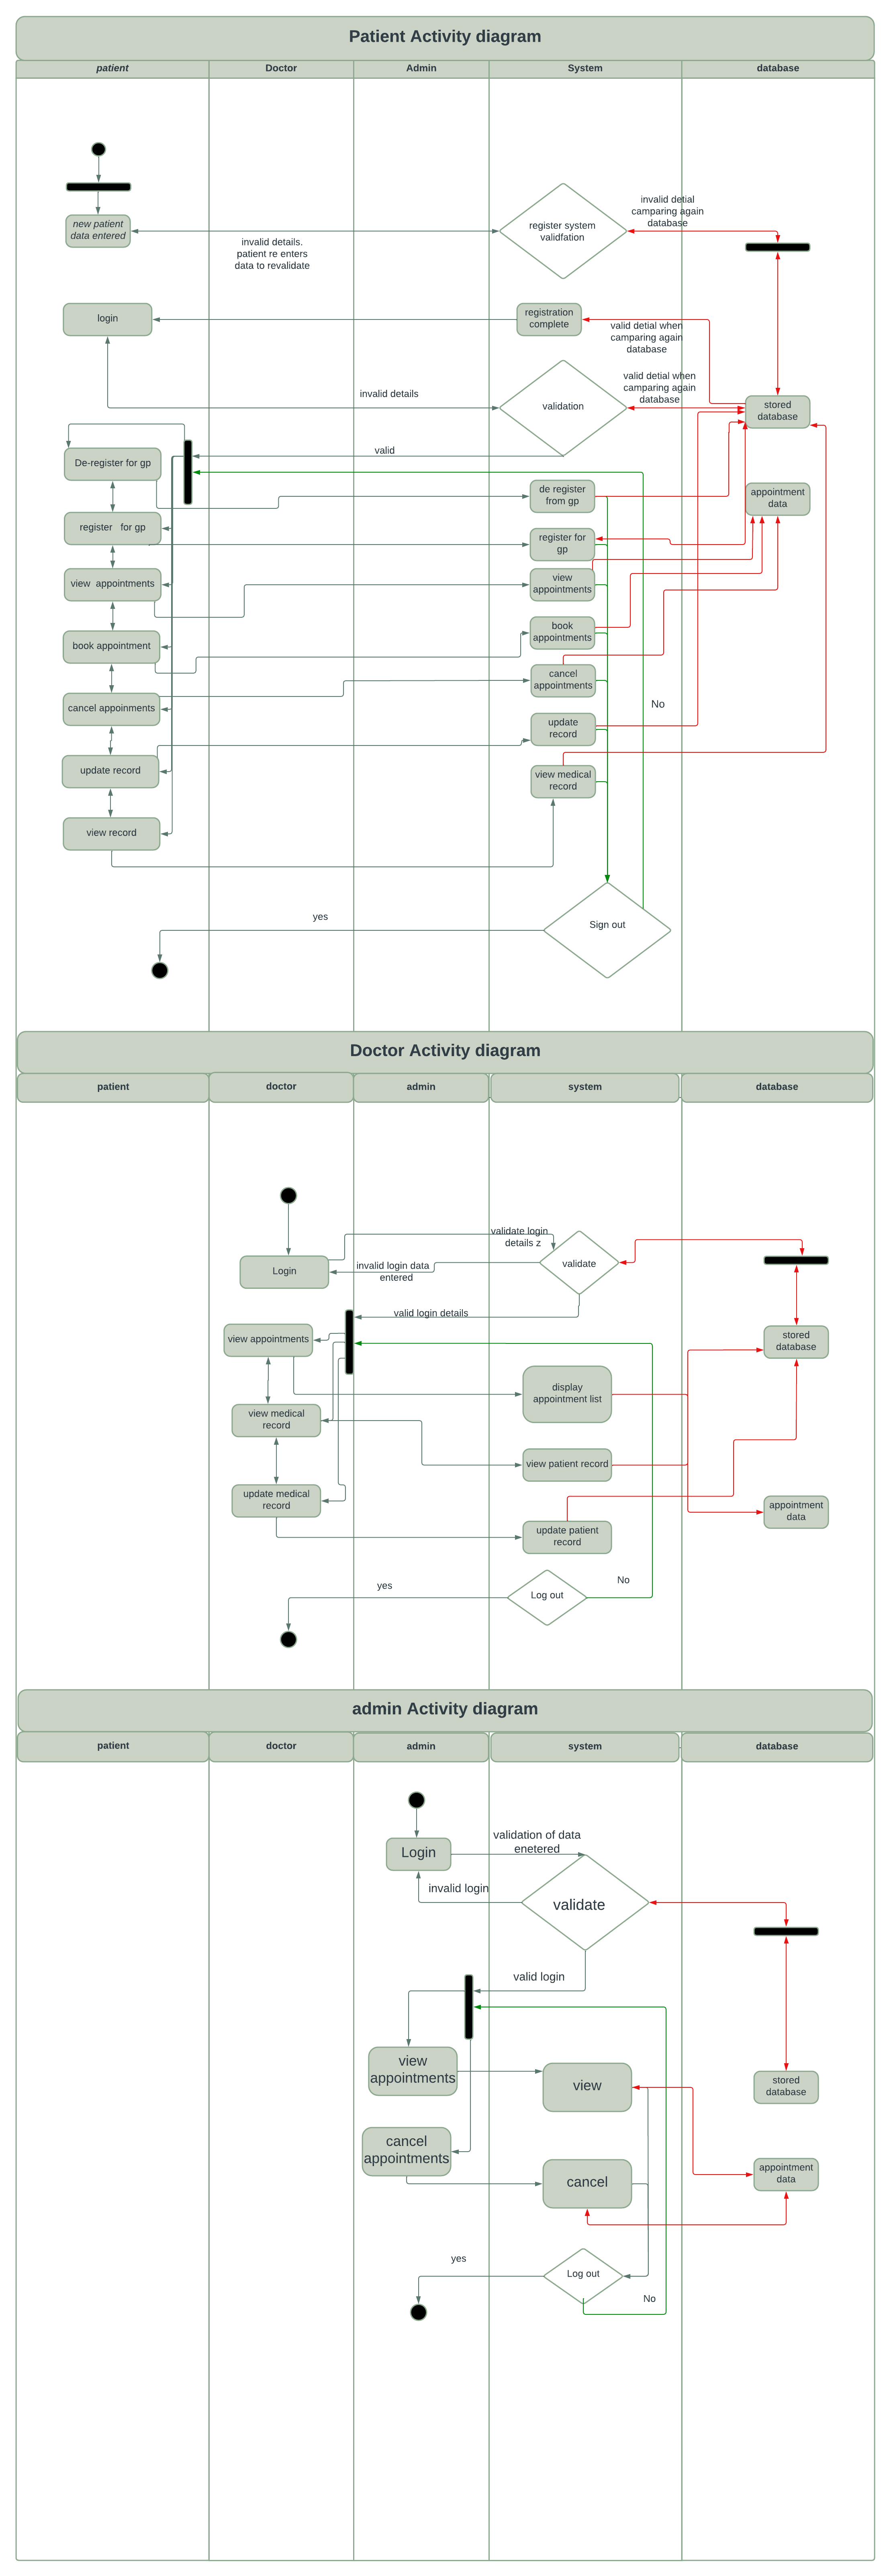 Patient Activity diagram
patient
Doctor
Admin
System
database
new patient
data entered
invalid details.
patient re enters
data to revalidate
register system
validfation
invalid detial
camparing again
database
login
registration
complete
valid detial when
camparing again
database
invalid details
validation
valid detial when
camparing again
database
stored
database
valid
De-register for gp
de register
from gp
appointment
data
register for gp
register for
gp
view appointments
view
appointments
book appointment
book
appointments
cancel appoinments
cancel
appointments
No
update record
update
record
view record
view medical
record
yes
Sign out
Doctor Activity diagram
patient
doctor
admin
system
database
validate login
details z
Login
invalid login data
entered
validate
valid login details
view appointments
stored
database
display
appointment list
view medical
record
view patient record
update medical
record
appointment
data
update patient
record
yes
Log out
No
admin Activity diagram
patient
doctor
admin
system
database
Login
validation of data
enetered
invalid login
validate
valid login
view
appointments
view
stored
database
cancel
appointments
cancel
appointment
data
yes
Log out
No